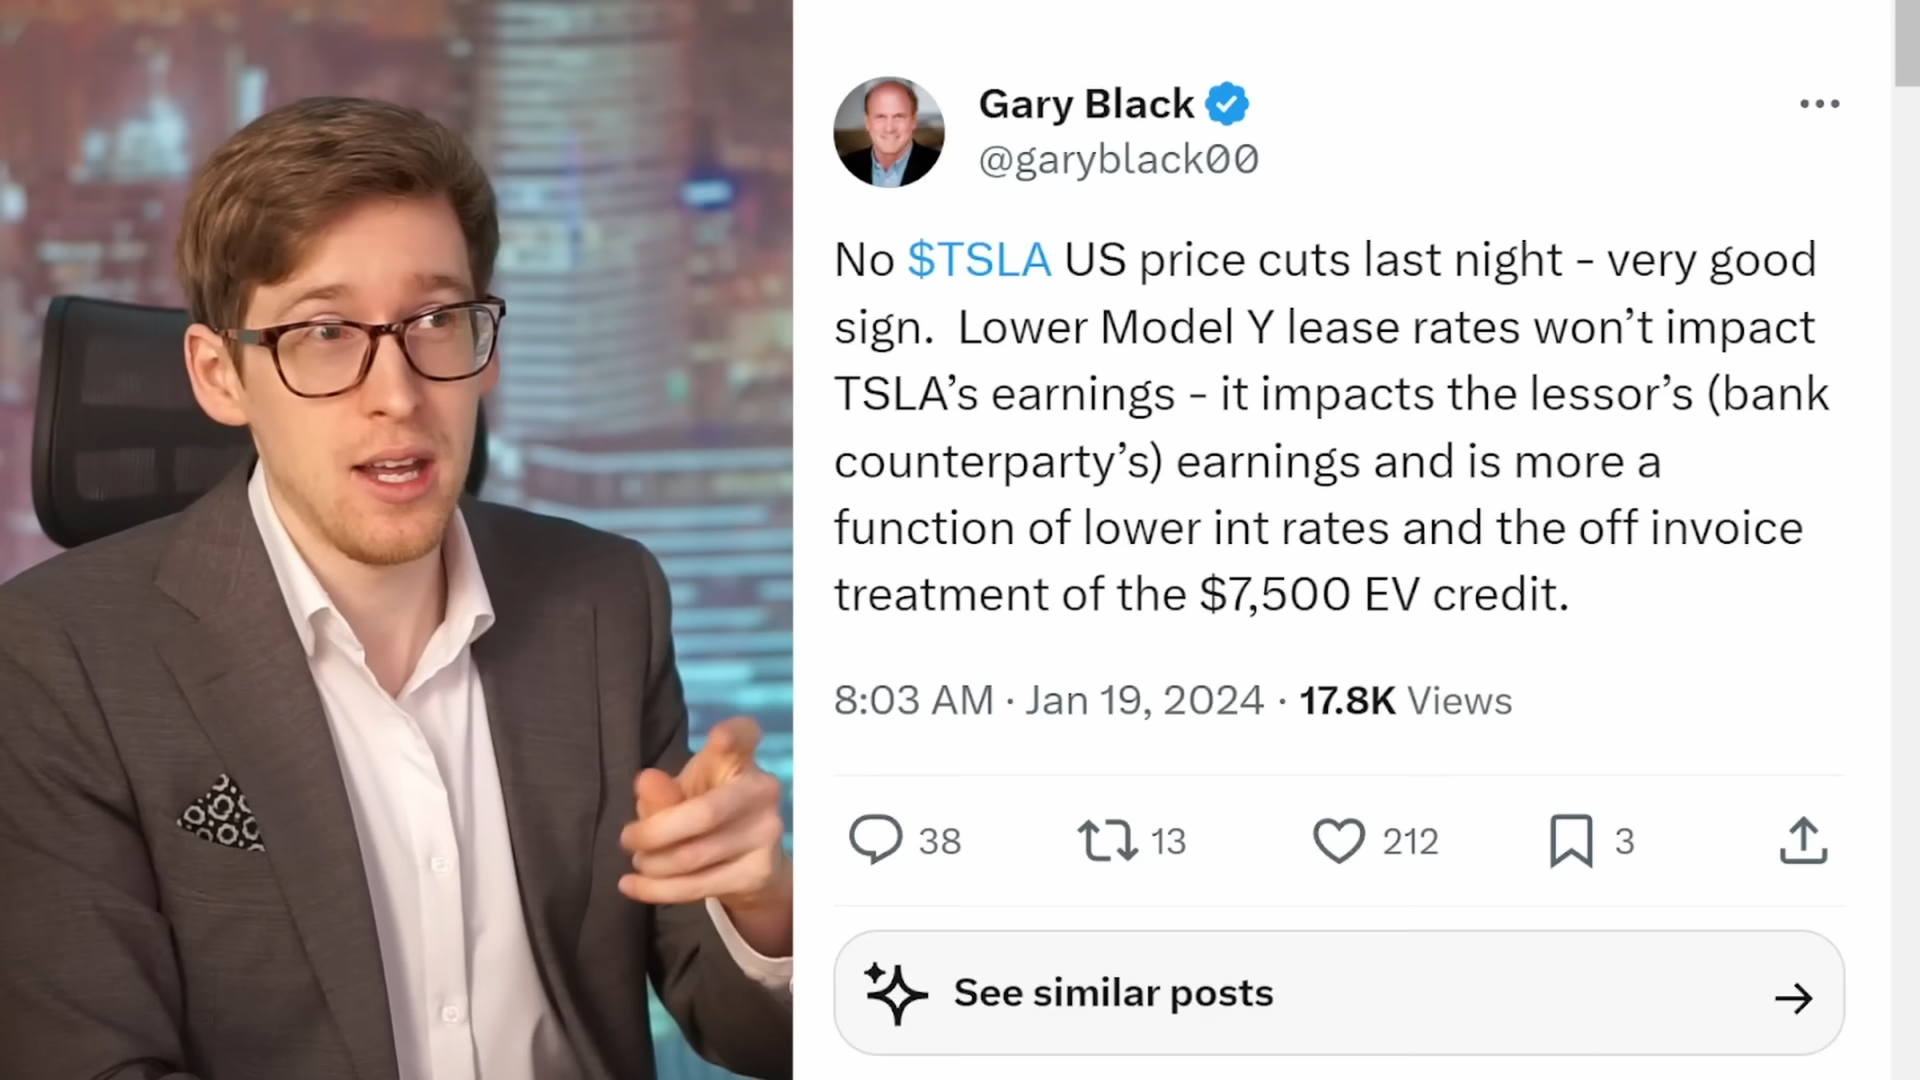 Gary Black
@garyblack00
No $TSLA US price cuts last night - very good
sign.  Lower Model Y lease rates won’t impact
TSLA’s earnings - it impacts the lessor’s (bank
counterparty’s) earnings and is more a
function of lower int rates and the off invoice
treatment of the $7,500 EV credit.
8:03 AM · Jan 19, 2024 · 17.8K Views
38 13 212 3
See similar posts